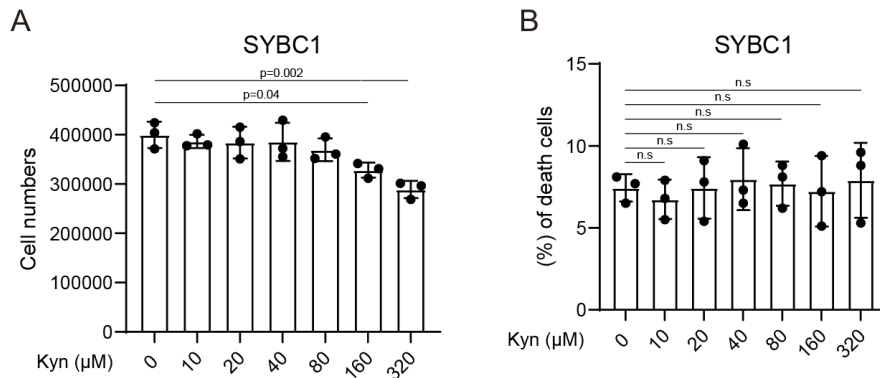 A
SYBC1
p=0.002
p=0.04
500000
400000
300000
200000
100000
0
Cell numbers
Kyn (µM)
0
10
20
40
80
160
320
B
SYBC1
n.s
n.s
n.s
n.s
n.s
n.s
15
10
5
0
(%) of death cells
Kyn (µM)
0
10
20
40
80
160
320